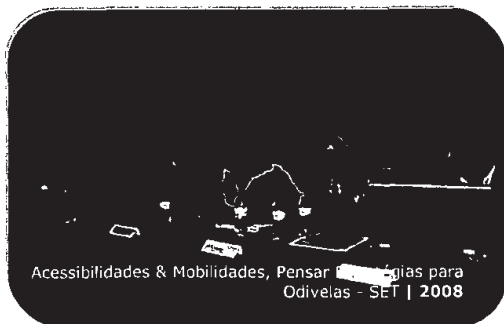 Acessibilidades & Mobilidades, Pensar para
Odivelas - SET | 2008